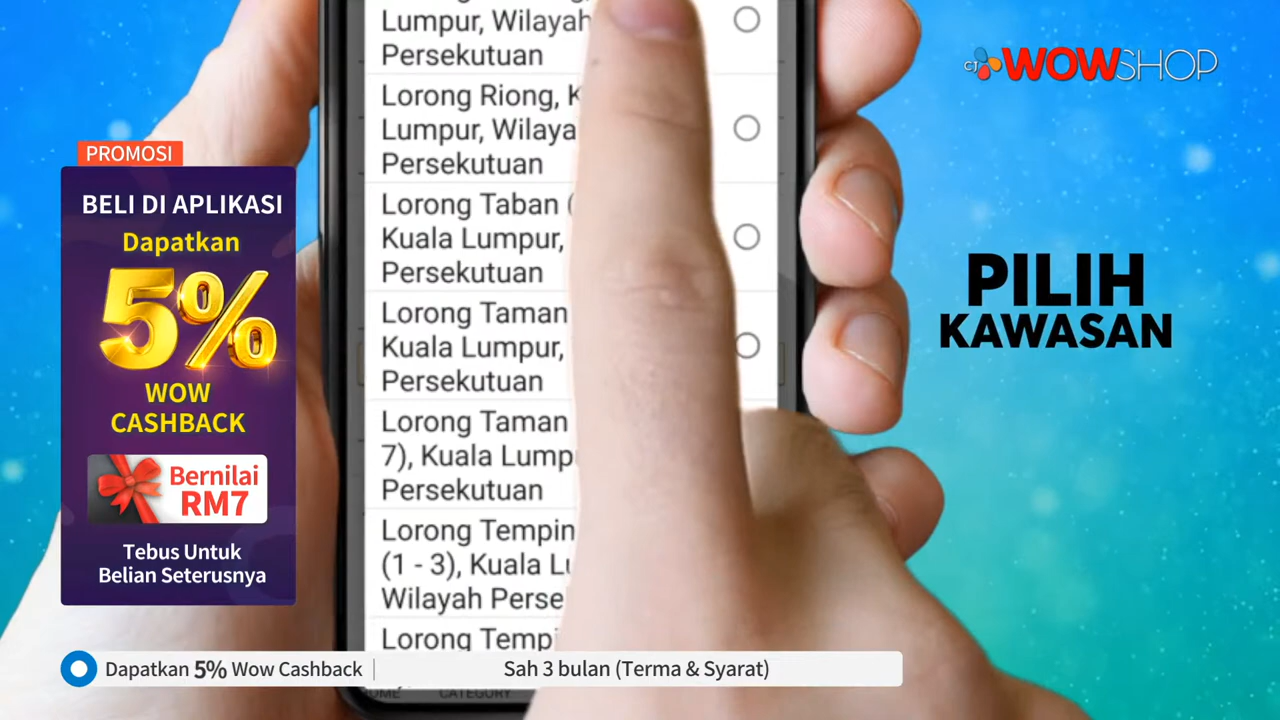 Lumpur, Wilayah
Persekutuan
Lorong Riong, K
Lumpur, Wilaya
Persekutuan
Lorong Taban (
Kuala Lumpur,
Persekutuan
Lorong Taman
Kuala Lumpur,
Persekutuan
Lorong Taman
7), Kuala Lump
Persekutuan
Lorong Tempin
(1 - 3), Kuala Lu
Wilayah Perse
Lorong Tempi
CATEGORY
CJ WOWSHOP
PROMOSI
BELI DI APLIKASI
Dapatkan
5%
WOW
CASHBACK
Bernilai
RM7
Tebus Untuk
Belian Seterusnya
PILIH
KAWASAN
Dapatkan 5% Wow Cashback | Sah 3 bulan (Terma & Syarat)